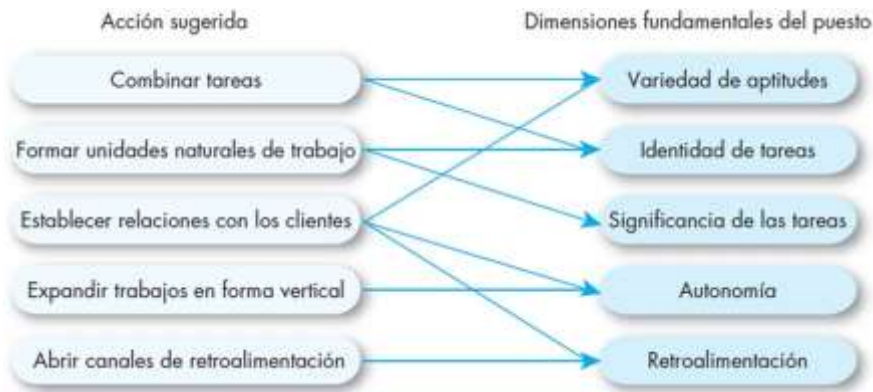 Acción sugerida
Dimensiones fundamentales del puesto
Combinar tareas
Variedad de aptitudes
Formar unidades naturales de trabajo
Identidad de tareas
Establecer relaciones con los clientes
Significancia de las tareas
Expandir trabajos en forma vertical
Autonomía
Abrir canales de retroalimentación
Retroalimentación